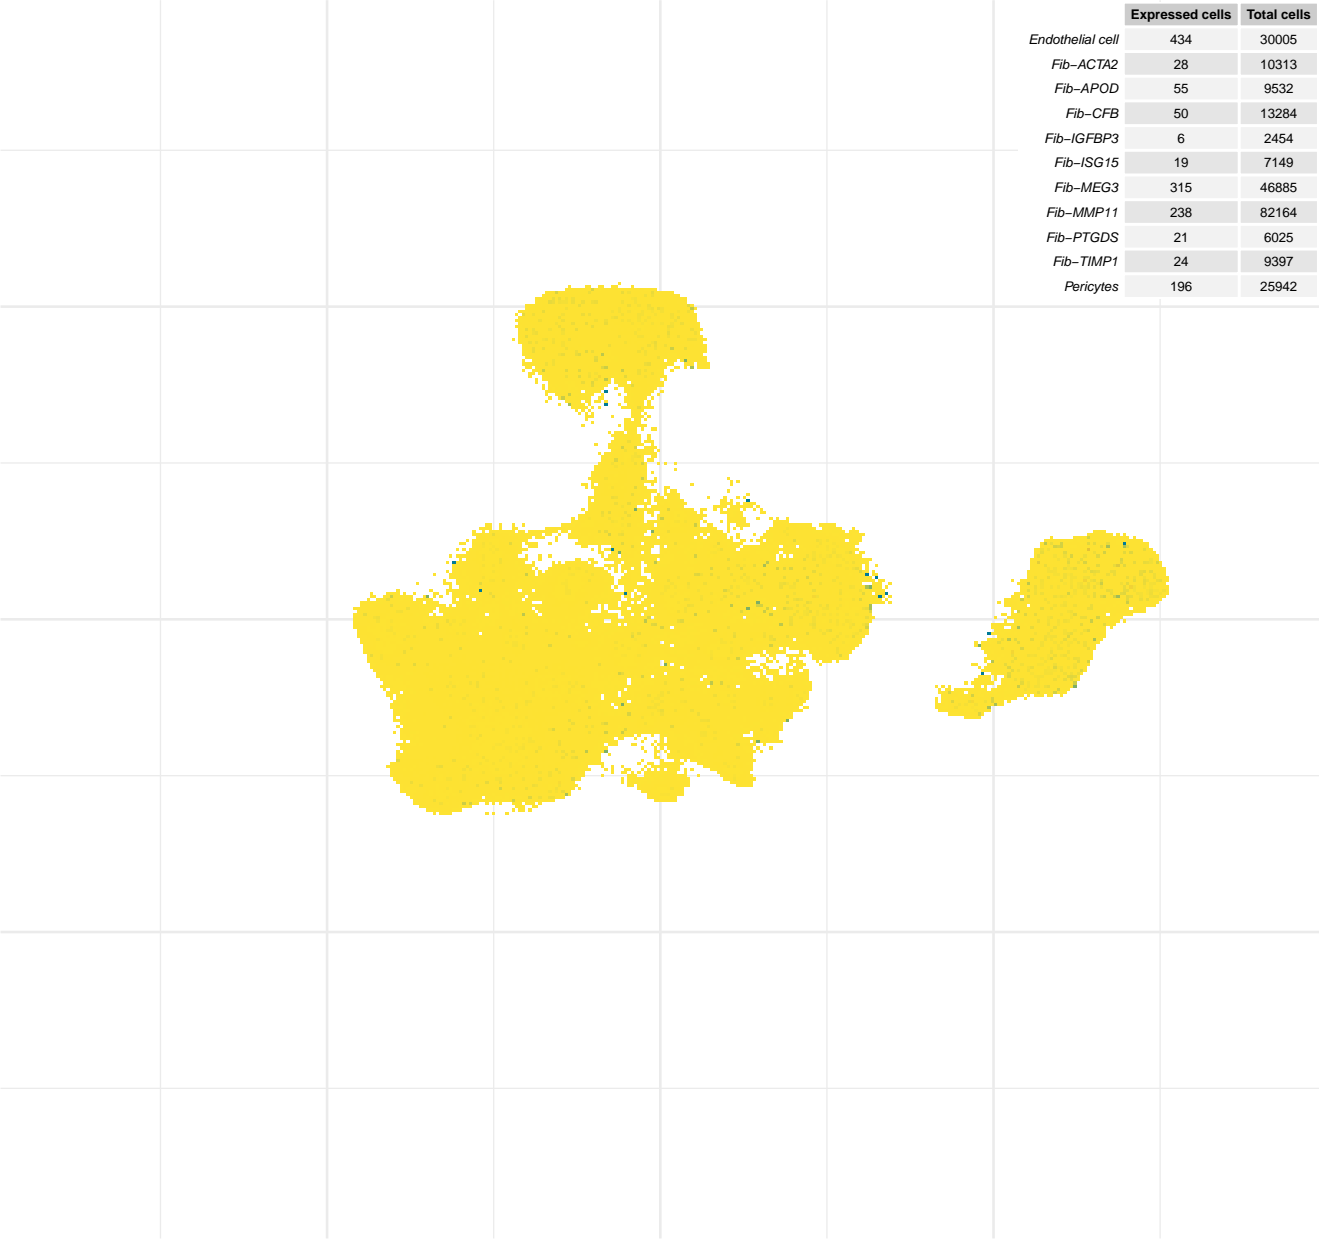 Expressed cells Total cells
Endothelial cell 434 30005
Fib−ACTA2 28 10313
Fib−APOD 55 9532
Fib−CFB 50 13284
Fib−IGFBP3 6 2454
Fib−ISG15 19 7149
Fib−MEG3 315 46885
Fib−MMP11 238 82164
Fib−PTGDS 21 6025
Fib−TIMP1 24 9397
Pericytes 196 25942